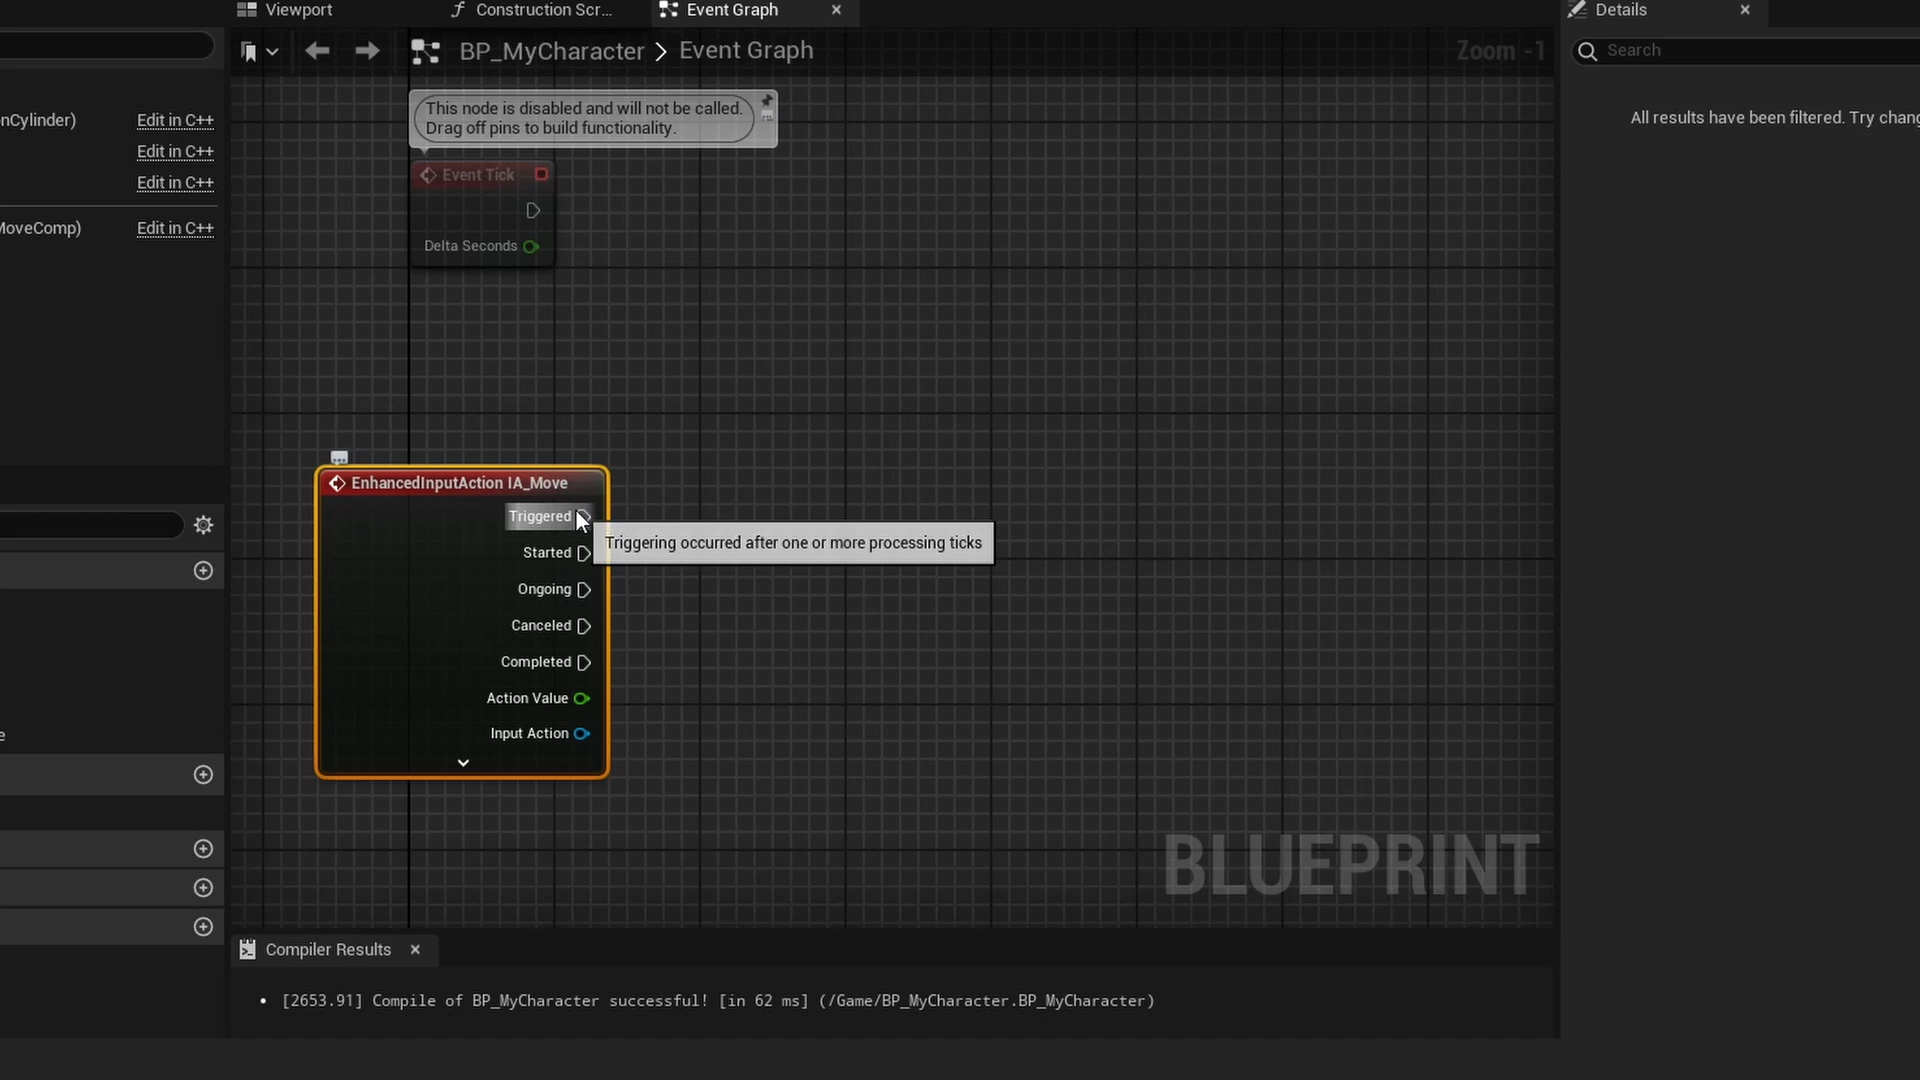 Viewport
Construction Scr...
Event Graph
Details
BP_MyCharacter > Event Graph
Zoom -1
Search
All results have been filtered. Try chang
This node is disabled and will not be called.
Drag off pins to build functionality.
nCylinder) Edit in C++
Edit in C++
Edit in C++
MoveComp) Edit in C++
Event Tick
Delta Seconds
EnhancedInputAction IA_Move
Triggered
Triggering occurred after one or more processing ticks
Started
Ongoing
Canceled
Completed
Action Value
Input Action
e
BLUEPRINT
Compiler Results
• [2653.91] Compile of BP_MyCharacter successful! [in 62 ms] (/Game/BP_MyCharacter.BP_MyCharacter)